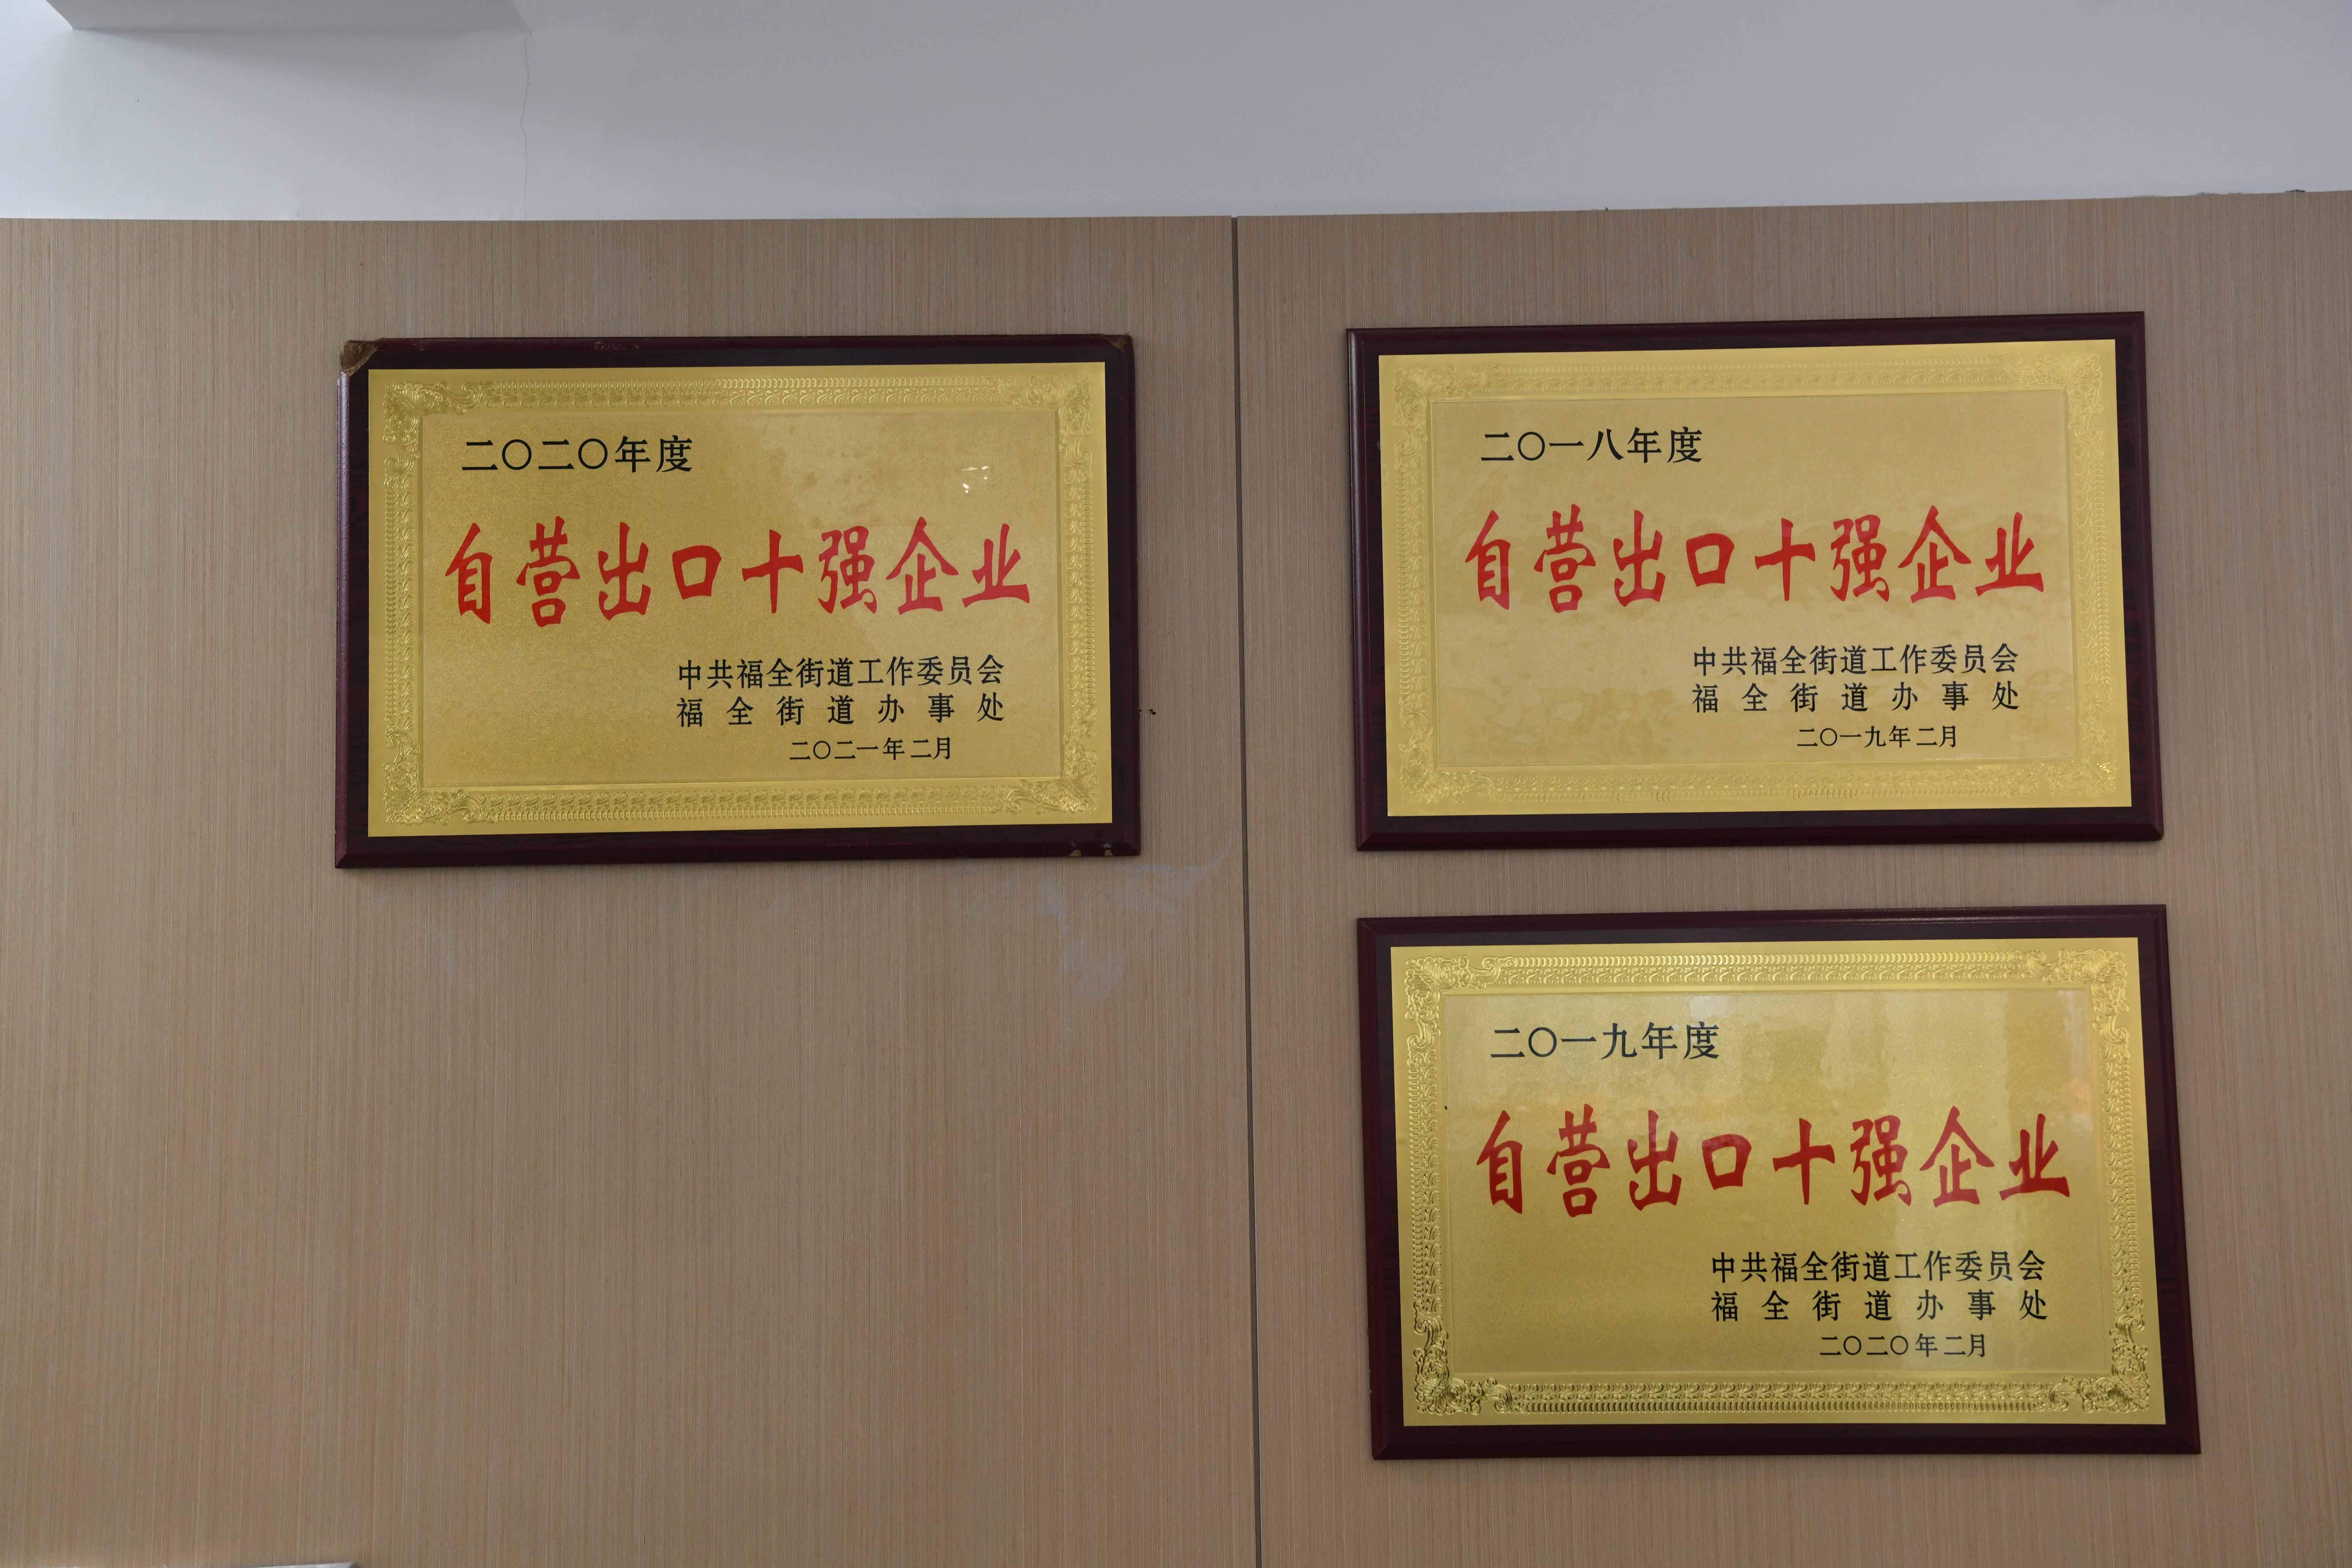 二〇二〇年度
自营出口十强企业
中共福全街道工作委员会
福全街道办事处
二〇二一年二月
二〇一八年度
自营出口十强企业
中共福全街道工作委员会
福全街道办事处
二〇一九年二月
二〇一九年度
自营出口十强企业
中共福全街道工作委员会
福全街道办事处
二〇二〇年二月